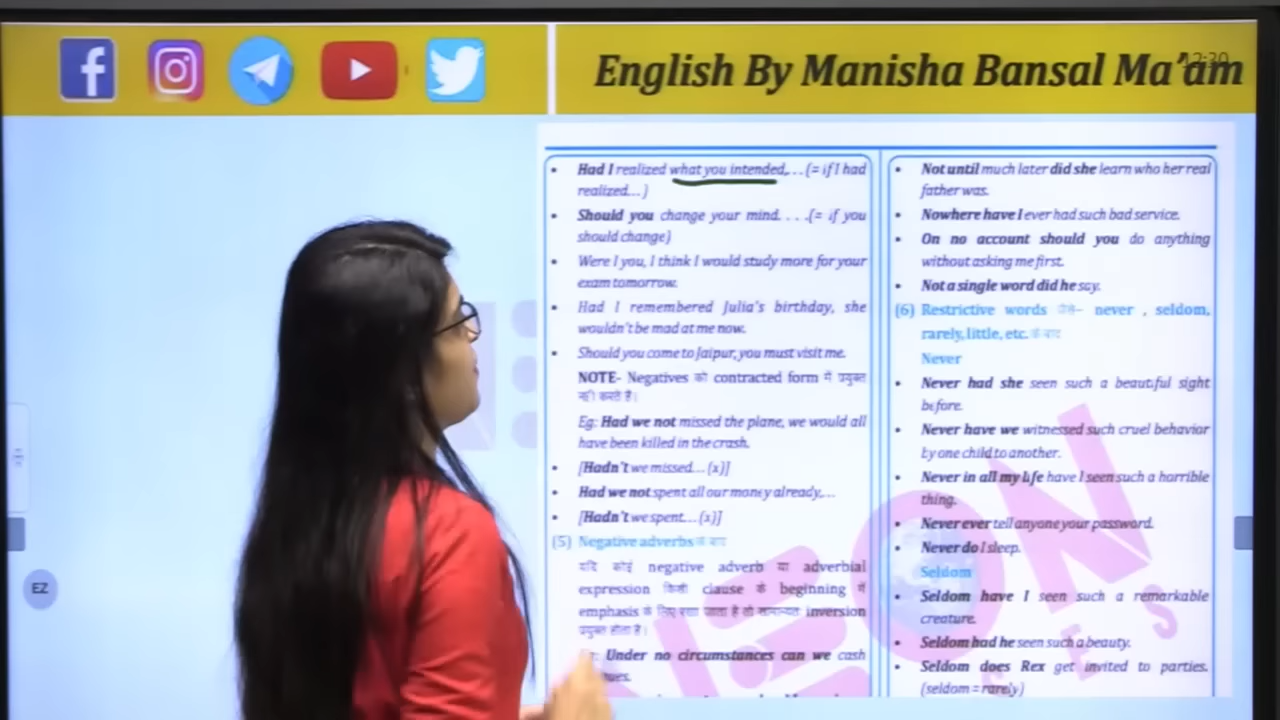 English By Manisha Bansal Ma'am
12:20
• Had I realized what you intended,. . .(= if I had
realized... )
• Should you change your mind. . . .(= if you
should change)
• Were I you, I think I would study more for your
exam tomorrow.
• Had I remembered Julia's birthday, she
wouldn't be mad at me now.
• Should you come to Jaipur, you must visit me.
NOTE- Negatives को contracted form में प्रयुक्त
नहीं करते हैं।
Eg: Had we not missed the plane, we would all
have been killed in the crash.
• [Hadn't we missed... (x)]
• Had we not spent all our money already,...
• [Hadn't we spent.... (x)]
(5) Negative adverbs के बाद
यदि कोई negative adverb या adverbial
expression किसी clause के beginning में
emphasis के लिए रखा जाता है तो सामान्यतः inversion
प्रयुक्त होता है।
Under no circumstances can we cash
• Not until much later did she learn who her real
father was.
• Nowhere have I ever had such bad service.
• On no account should you do anything
without asking me first.
• Not a single word did he say.
(6) Restrictive words जैसे– never , seldom,
rarely, little, etc. के बाद
Never
• Never had she seen such a beautiful sight
before.
• Never have we witnessed such cruel behavior
by one child to another.
• Never in all my life have I seen such a horrible
thing.
• Never ever tell anyone your password.
• Never do I sleep.
Seldom
• Seldom have I seen such a remarkable
creature.
• Seldom had he seen such a beauty.
• Seldom does Rex get invited to parties.
(seldom = rarely)
EZ